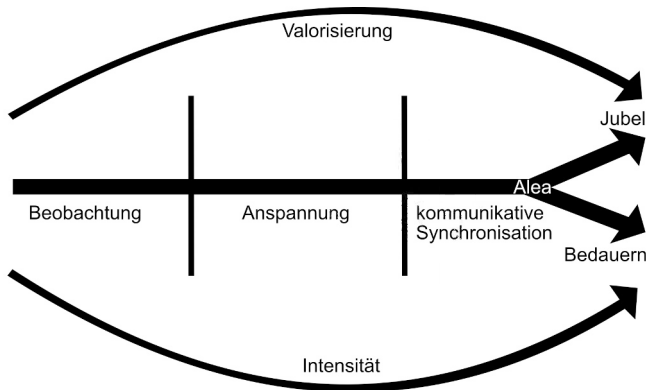 Valorisierung
Jubel
Alea
Beobachtung
Anspannung
kommunikative
Synchronisation
Bedauern
Intensität